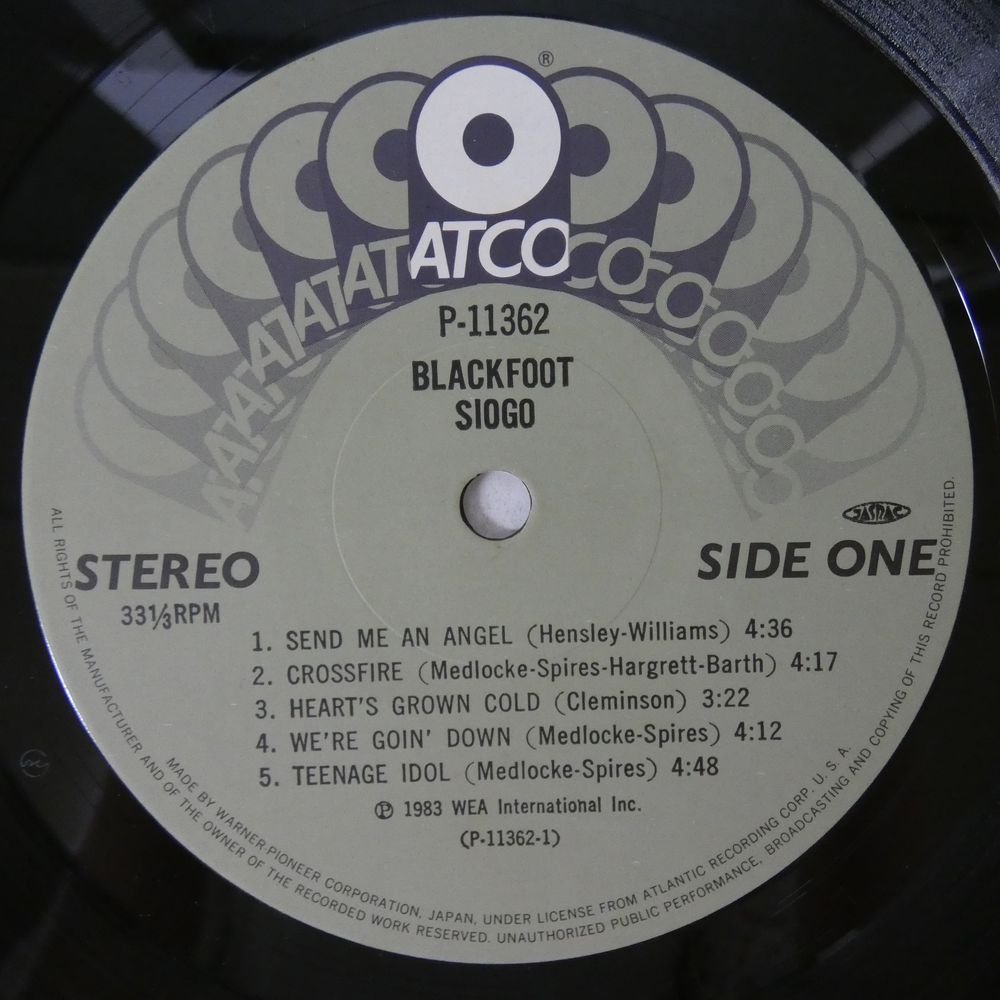 ®
ATCO
P-11362
BLACKFOOT
SIOGO
JASRAC
STEREO
SIDE ONE
33⅓RPM
1. SEND ME AN ANGEL (Hensley-Williams) 4:36
2. CROSSFIRE (Medlocke-Spires-Hargrett-Barth) 4:17
3. HEART'S GROWN COLD (Cleminson) 3:22
4. WE'RE GOIN' DOWN (Medlocke-Spires) 4:12
5. TEENAGE IDOL (Medlocke-Spires) 4:48
℗ 1983 WEA International Inc.
(P-11362-1)
MADE BY WARNER-PIONEER CORPORATION, JAPAN, UNDER LICENSE FROM ATLANTIC RECORDING CORP. U. S. A.
ALL RIGHTS OF THE MANUFACTURER AND OF THE OWNER OF THE RECORDED WORK RESERVED. UNAUTHORIZED PUBLIC PERFORMANCE, BROADCASTING AND COPYING OF THIS RECORD PROHIBITED.